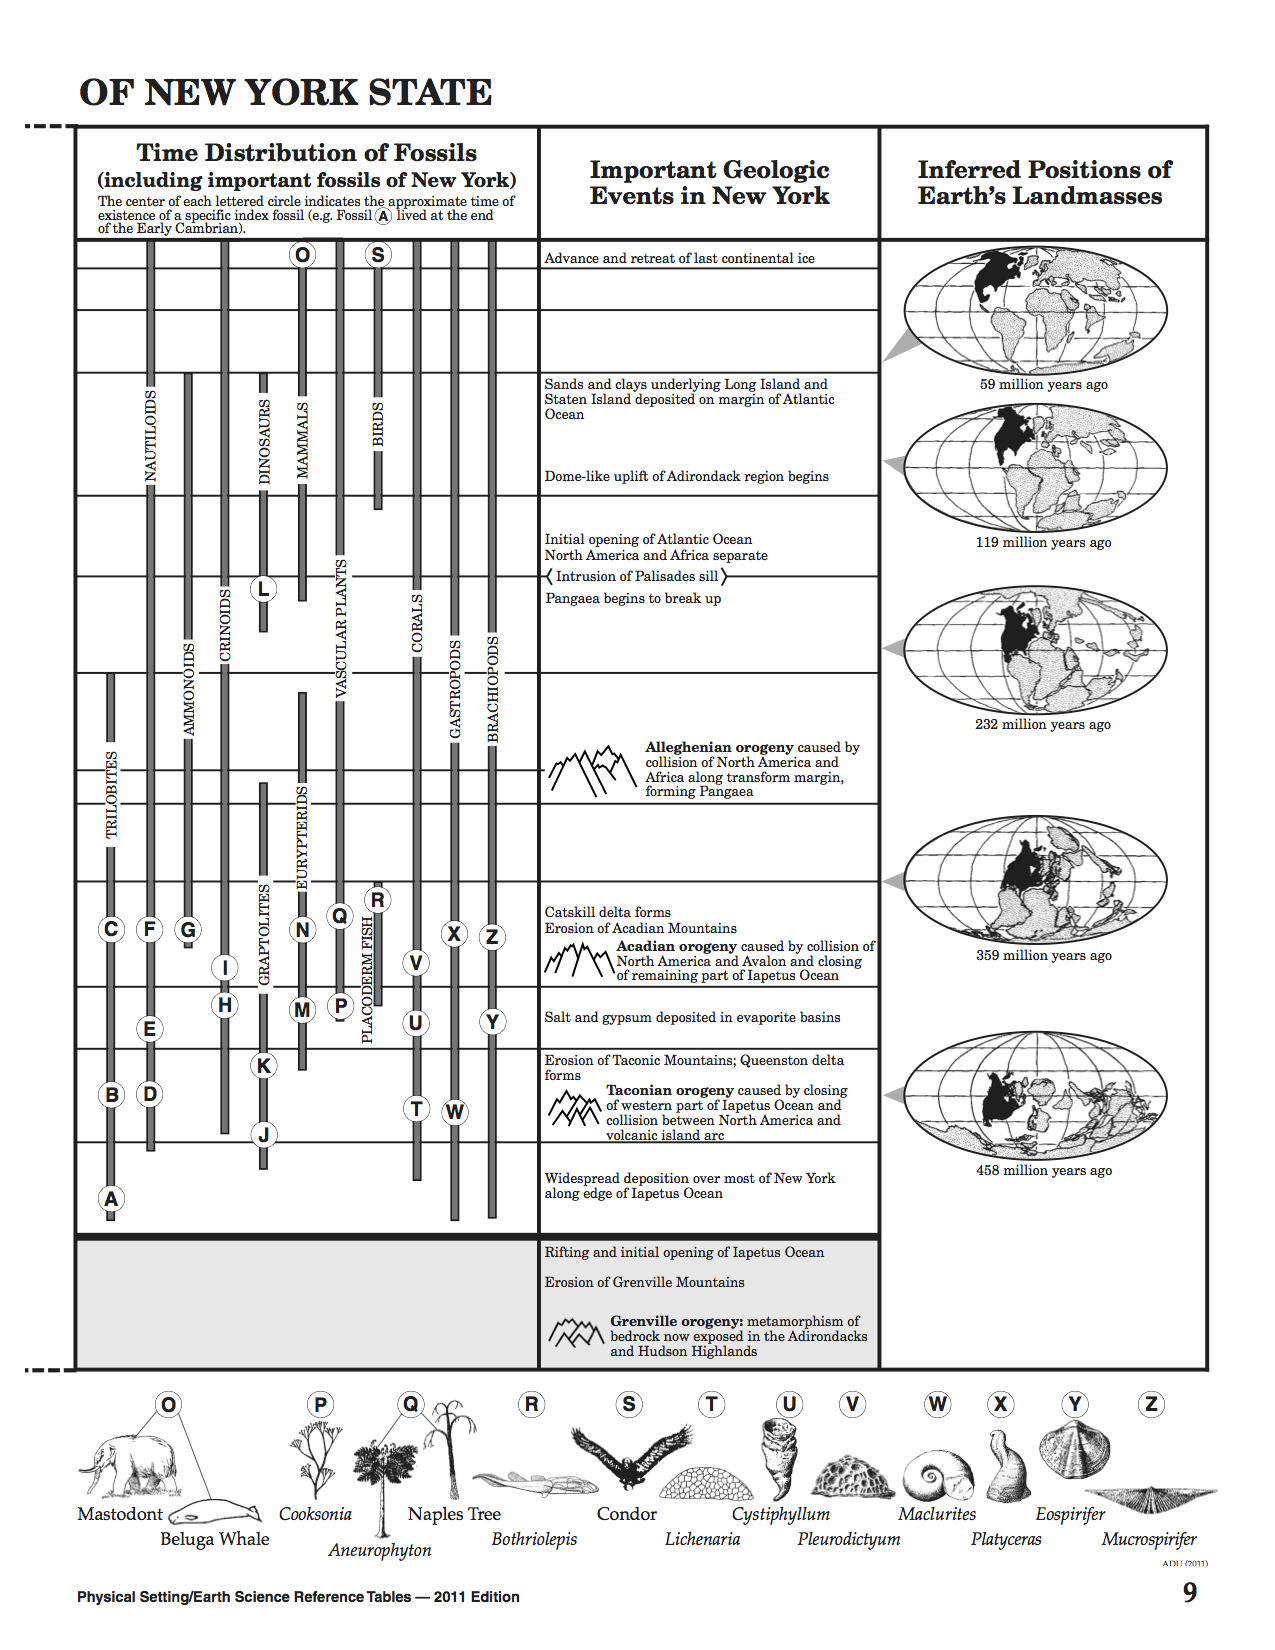 OF NEW YORK STATE
Time Distribution of Fossils
(including important fossils of New York)
The center of each lettered circle indicates the approximate time of
existence of a specific index fossil (e.g. Fossil A lived at the end
of the Early Cambrian).
Important Geologic
Events in New York
Inferred Positions of
Earth's Landmasses
O
S
NAUTILOIDS
DINOSAURS
MAMMALS
BIRDS
L
CRINOIDS
VASCULAR PLANTS
CORALS
AMMONOIDS
GASTROPODS
BRACHIOPODS
TRILOBITES
EURYPTERIDS
GRAPTOLITES
PLACODERM FISH
R
Q
C
F
G
N
X
Z
I
V
H
M
P
E
U
Y
K
B
D
T
W
J
A
Advance and retreat of last continental ice
Sands and clays underlying Long Island and
Staten Island deposited on margin of Atlantic
Ocean
Dome-like uplift of Adirondack region begins
Initial opening of Atlantic Ocean
North America and Africa separate
Intrusion of Palisades sill
Pangaea begins to break up
Alleghenian orogeny caused by
collision of North America and
Africa along transform margin,
forming Pangaea
Catskill delta forms
Erosion of Acadian Mountains
Acadian orogeny caused by collision of
North America and Avalon and closing
of remaining part of Iapetus Ocean
Salt and gypsum deposited in evaporite basins
Erosion of Taconic Mountains; Queenston delta
forms
Taconian orogeny caused by closing
of western part of Iapetus Ocean and
collision between North America and
volcanic island arc
Widespread deposition over most of New York
along edge of Iapetus Ocean
Rifting and initial opening of Iapetus Ocean
Erosion of Grenville Mountains
Grenville orogeny: metamorphism of
bedrock now exposed in the Adirondacks
and Hudson Highlands
59 million years ago
119 million years ago
232 million years ago
359 million years ago
458 million years ago
O P Q R S T U V W X Y Z
Mastodont
Beluga Whale
Cooksonia
Aneurophyton
Naples Tree
Bothriolepis
Condor
Lichenaria
Cystiphyllum
Pleurodictyum
Maclurites
Platyceras
Eospirifer
Mucrospirifer
ADU (2011)
Physical Setting/Earth Science Reference Tables — 2011 Edition
9